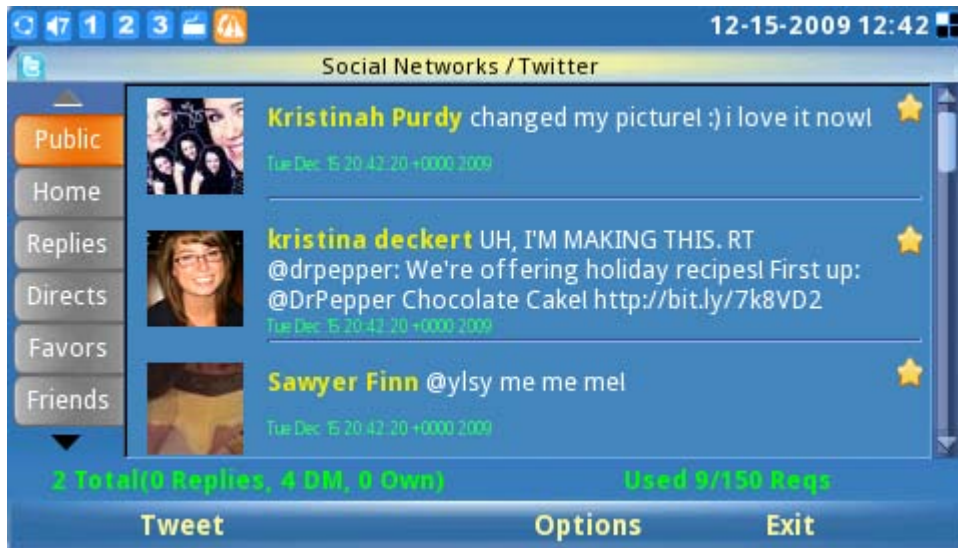 7 1 2 3 12-15-2009 12:42
Social Networks / Twitter
Public
Home
Replies
Directs
Favors
Friends
Kristinah Purdy changed my picture! :) i love it now!
Tue Dec 15 20:42:20 +0000 2009
kristina deckert UH, I'M MAKING THIS. RT
@drpepper: We're offering holiday recipes! First up:
@DrPepper Chocolate Cake! http://bit.ly/7k8VD2
Tue Dec 15 20:42:20 +0000 2009
Sawyer Finn @ylsy me me me!
Tue Dec 15 20:42:20 +0000 2009
2 Total(0 Replies, 4 DM, 0 Own) Used 9/150 Reqs
Tweet Options Exit